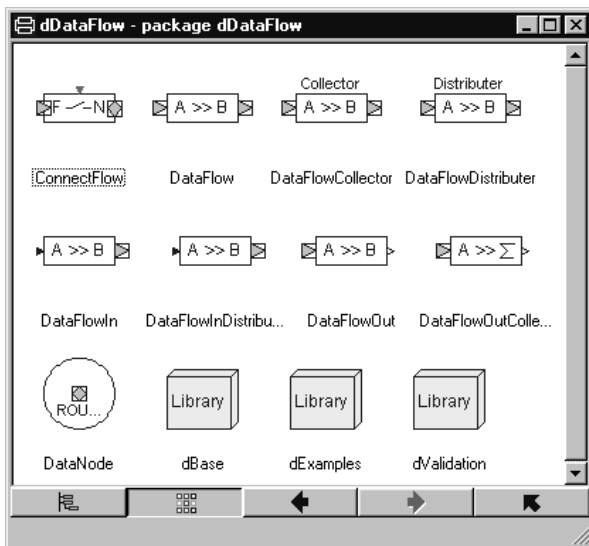 dDataFlow - package dDataFlow
Collector Distributer
F N A >> B A >> B A >> B
ConnectFlow DataFlow DataFlowCollector DataFlowDistributer
A >> B A >> B A >> B A >> Σ
DataFlowIn DataFlowInDistribu... DataFlowOut DataFlowOutColle...
ROU... Library Library Library
DataNode dBase dExamples dValidation